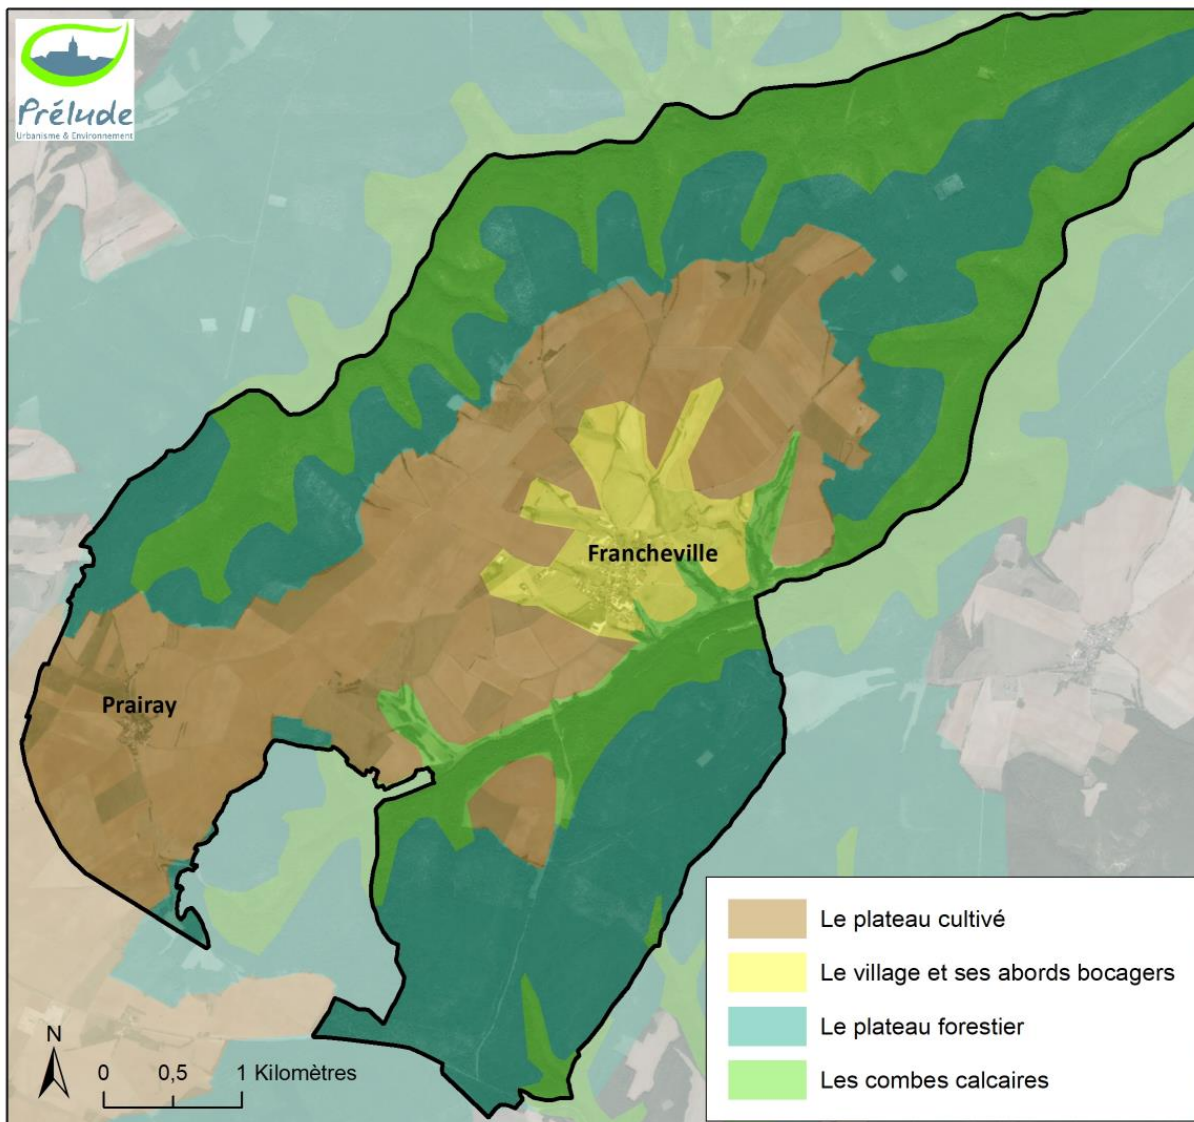 Prélude
Urbanisme & Environnement
Francheville
Prairay
Le plateau cultivé
Le village et ses abords bocagers
Le plateau forestier
Les combes calcaires
N
0 0,5 1 Kilomètres